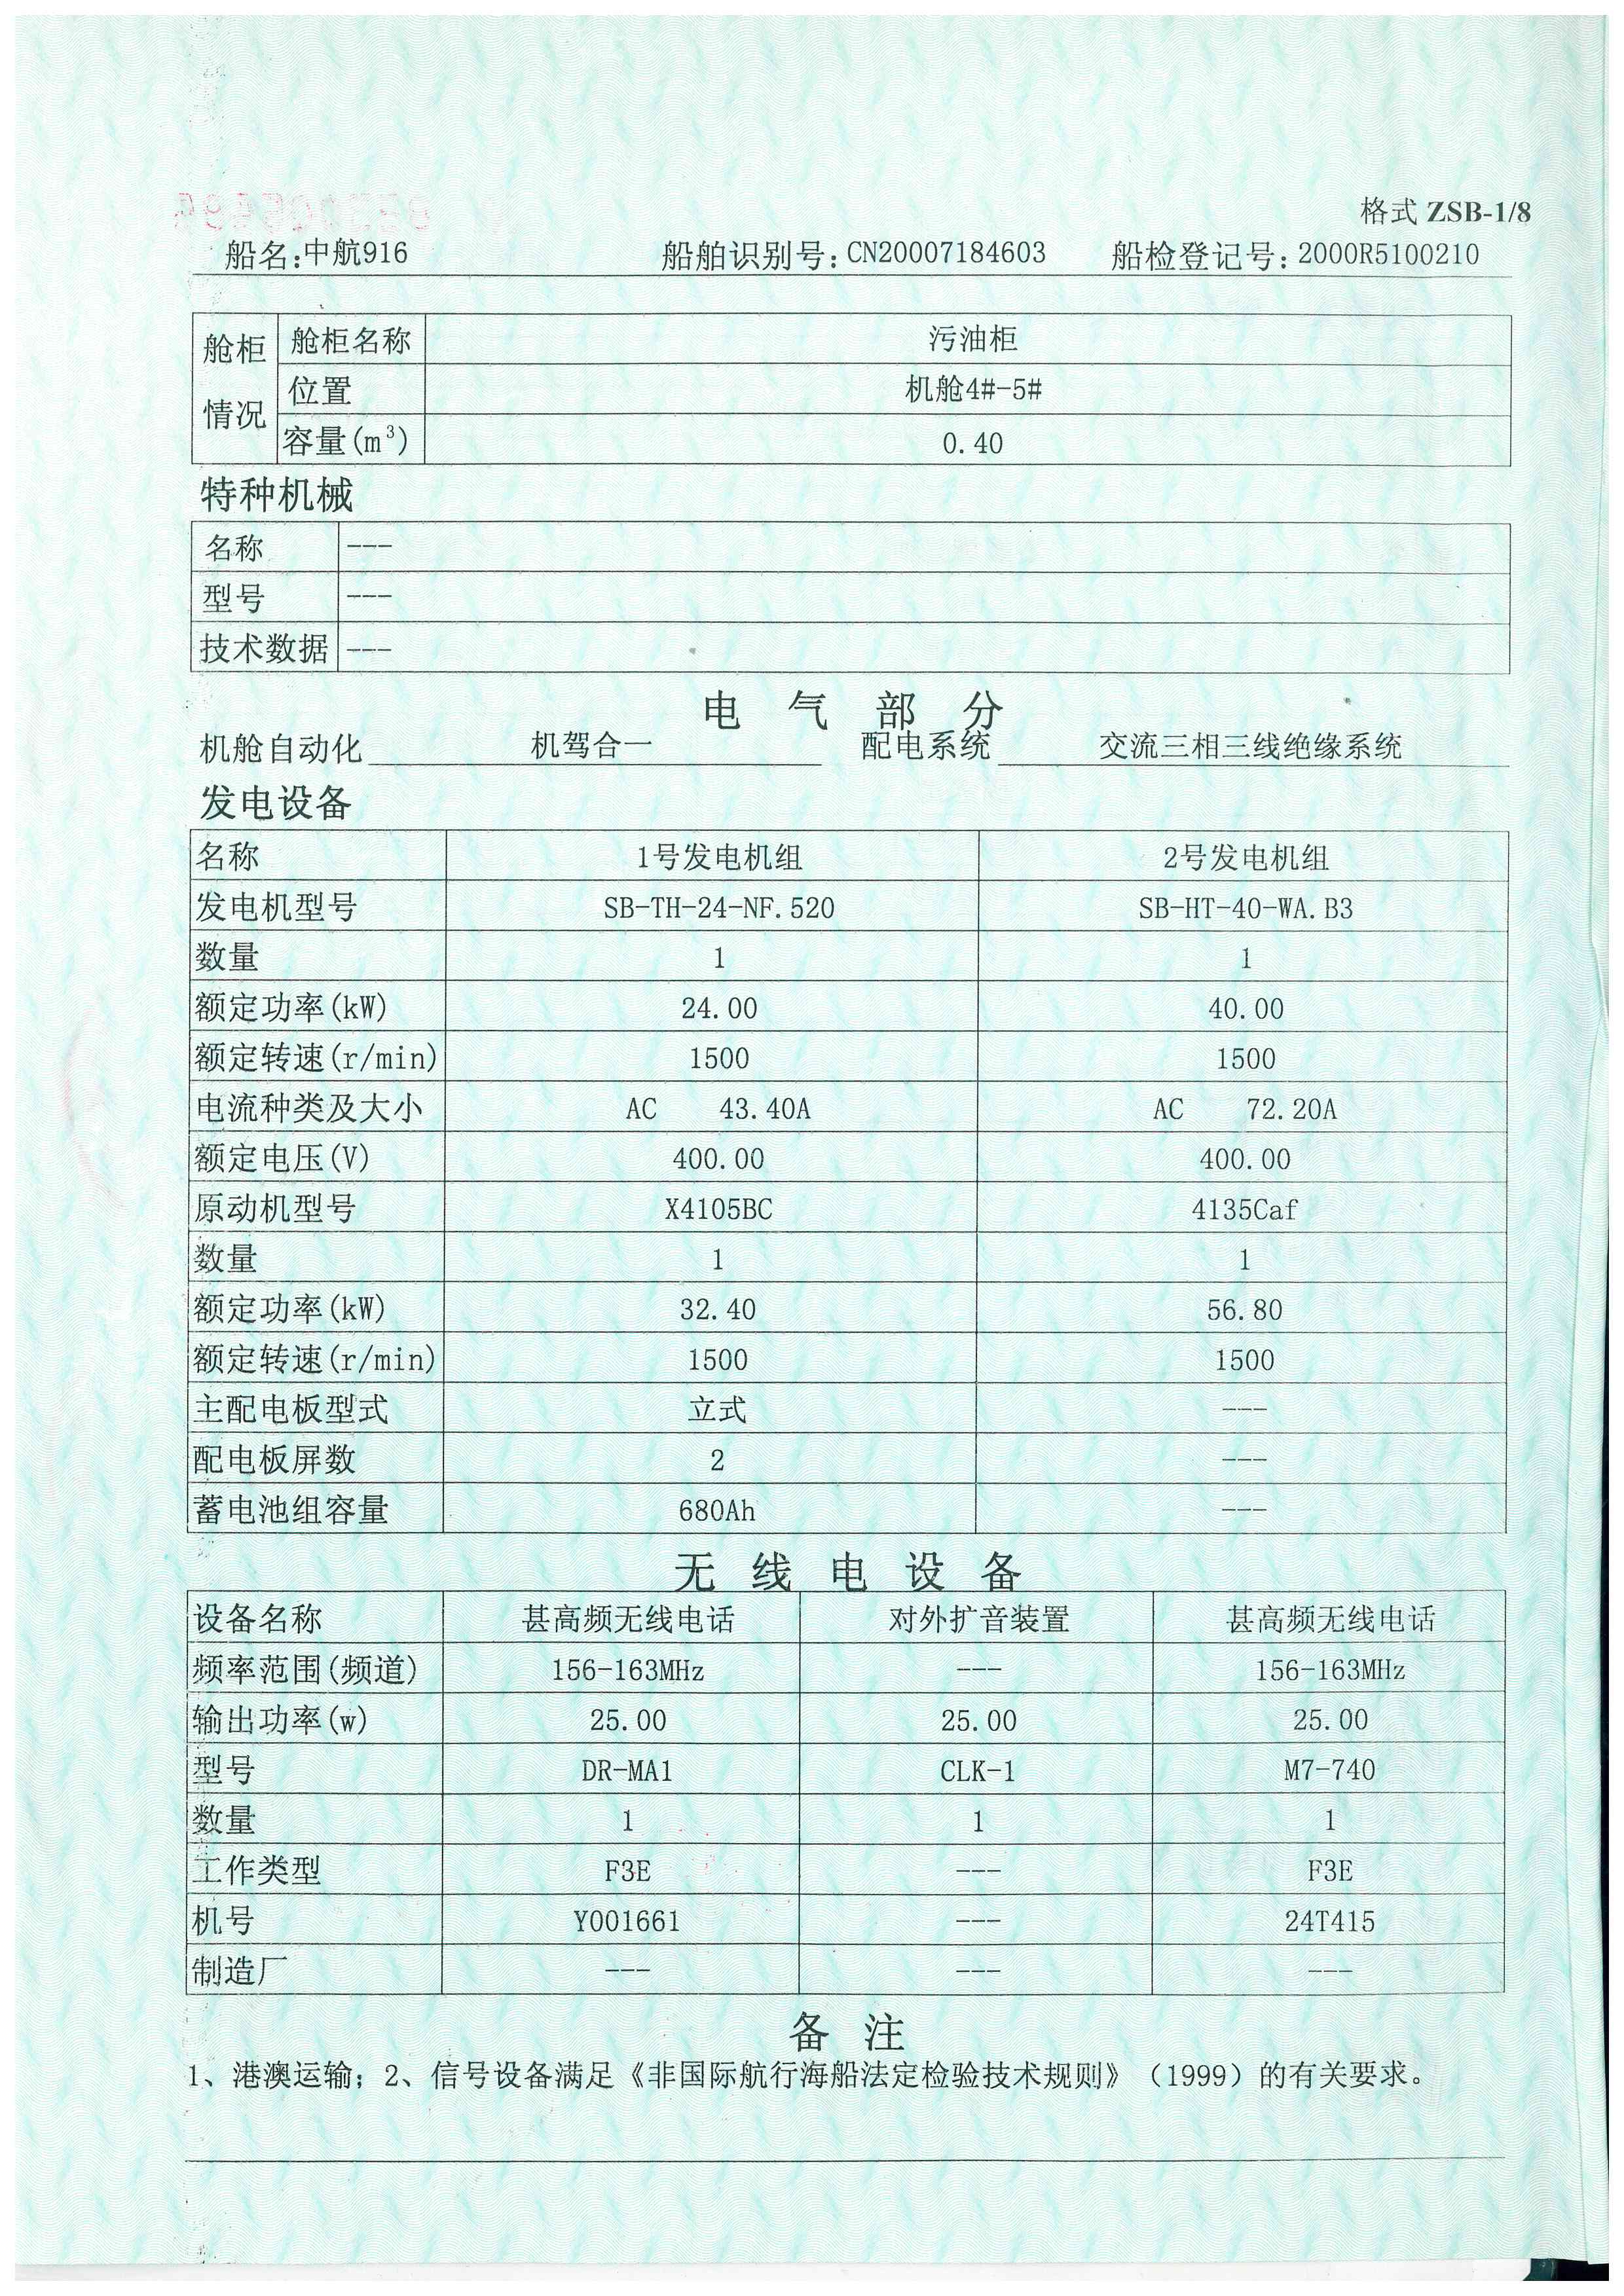 格式 ZSB-1/8
船名:中航916 船舶识别号:CN20007184603 船检登记号:2000R5100210
舱柜情况 舱柜名称 污油柜
位置 机舱4#-5#
容量(m³) 0.40
特种机械
名称 ---
型号 ---
技术数据 ---
电气部分
机舱自动化 机驾合一 配电系统 交流三相三线绝缘系统
发电设备
名称 1号发电机组 2号发电机组
发电机型号 SB-TH-24-NF.520 SB-HT-40-WA.B3
数量 1 1
额定功率(kW) 24.00 40.00
额定转速(r/min) 1500 1500
电流种类及大小 AC 43.40A AC 72.20A
额定电压(V) 400.00 400.00
原动机型号 X4105BC 4135Caf
数量 1 1
额定功率(kW) 32.40 56.80
额定转速(r/min) 1500 1500
主配电板型式 立式 ---
配电板屏数 2 ---
蓄电池组容量 680Ah ---
无线电设备
设备名称 甚高频无线电话 对外扩音装置 甚高频无线电话
频率范围(频道) 156-163MHz --- 156-163MHz
输出功率(w) 25.00 25.00 25.00
型号 DR-MA1 CLK-1 M7-740
数量 1 1 1
工作类型 F3E --- F3E
机号 Y001661 --- 24T415
制造厂 --- --- ---
备注
1、港澳运输；2、信号设备满足《非国际航行海船法定检验技术规则》（1999）的有关要求。